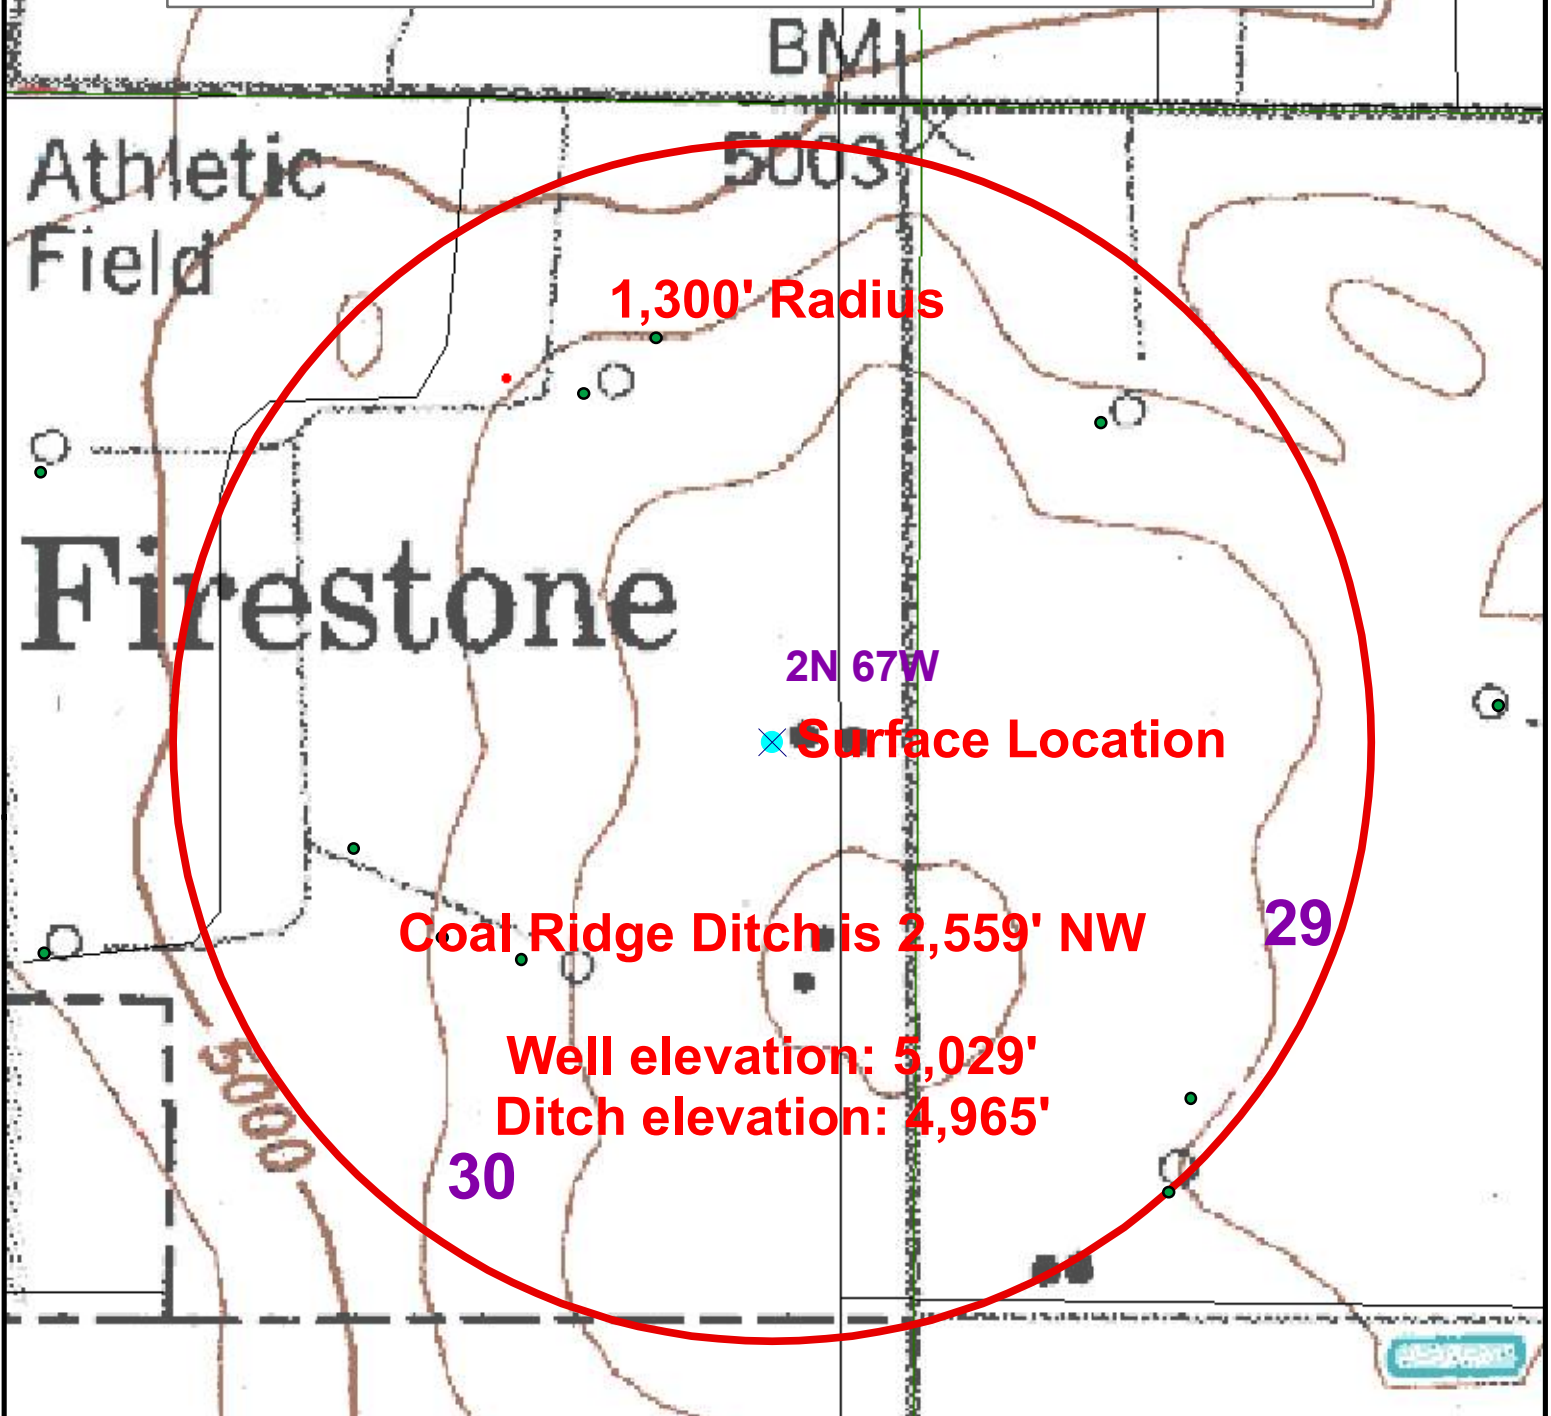 BM
5003
Athletic
Field
1,300' Radius
Firestone
2N 67W
Surface Location
29
Coal Ridge Ditch is 2,559' NW
Well elevation: 5,029'
Ditch elevation: 4,965'
5000
30